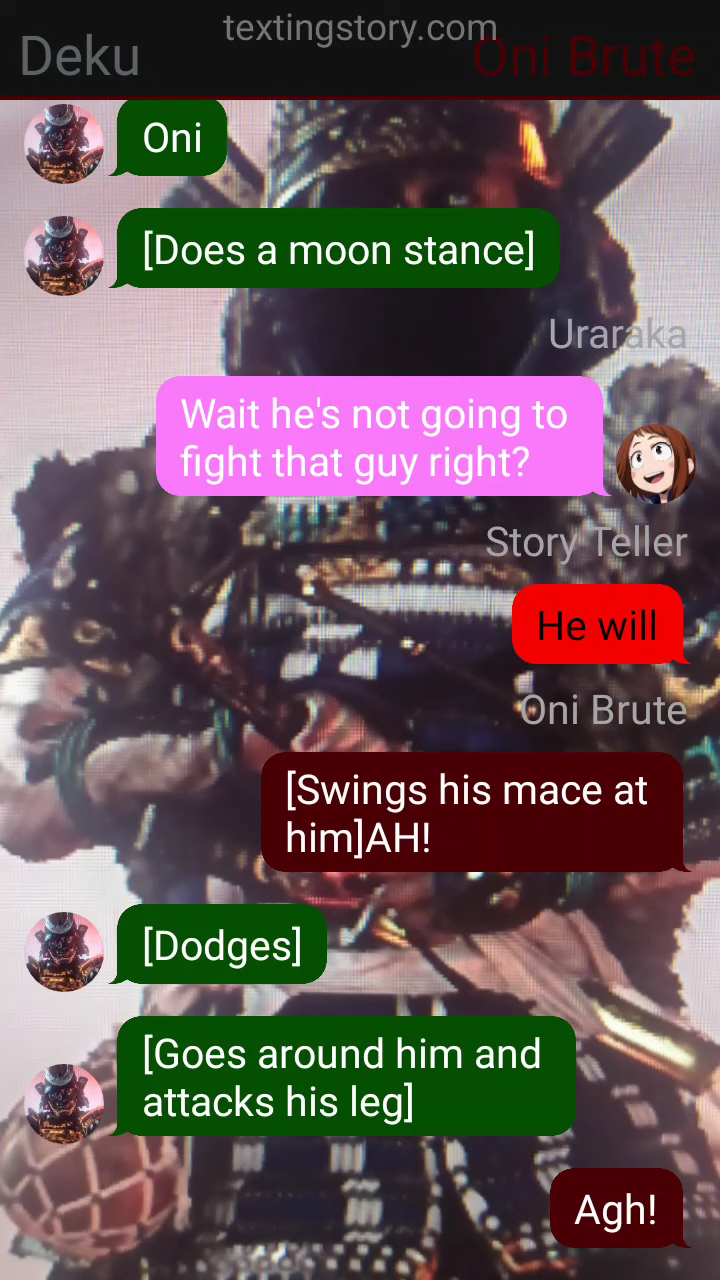 textingstory.com
Deku
Oni Brute
Oni
[Does a moon stance]
Uraraka
Wait he's not going to
fight that guy right?
Story Teller
He will
Oni Brute
[Swings his mace at
him]AH!
[Dodges]
[Goes around him and
attacks his leg]
Agh!